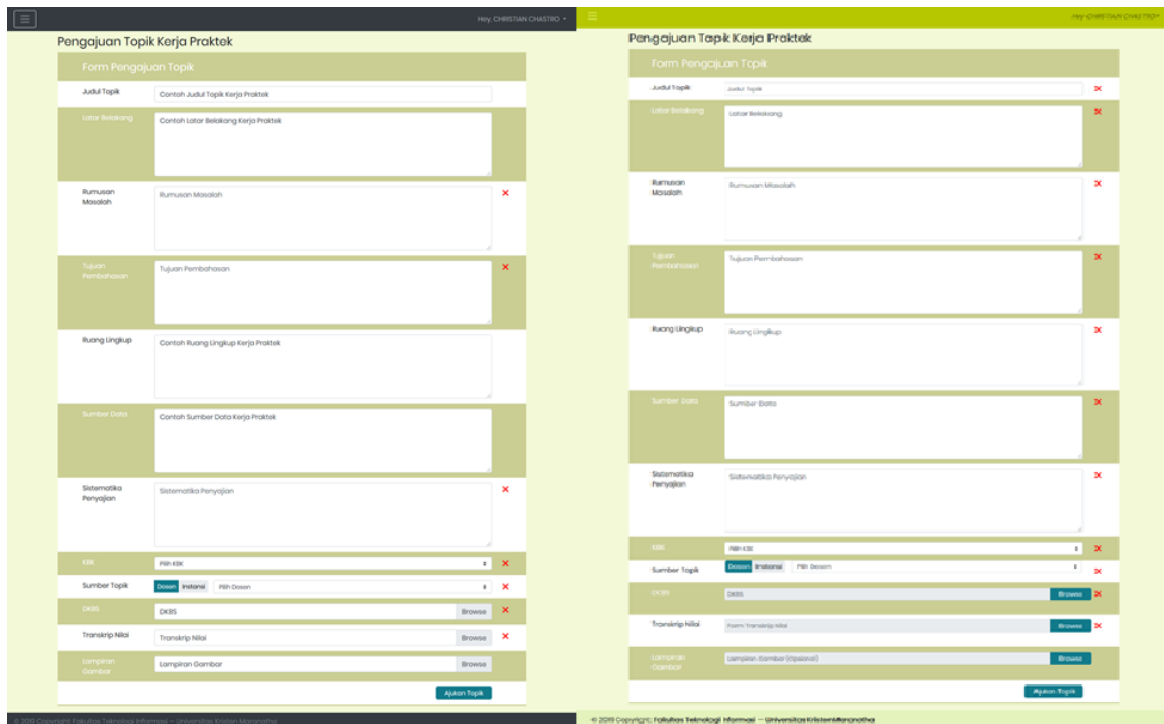 Hey, CHRISTIAN CHASTRO
Pengajuan Topik Kerja Praktek
Form Pengajuan Topik
Judul Topik
Contoh Judul Topik Kerja Praktek
Latar Belakang
Contoh Latar Belakang Kerja Praktek
Rumusan
Masalah
Rumusan Masalah
Tujuan
Pembahasan
Tujuan Pembahasan
Ruang Lingkup
Contoh Ruang Lingkup Kerja Praktek
Sumber Data
Contoh Sumber Data Kerja Praktek
Sistematika
Penyajian
Sistematika Penyajian
KBK
Pilih KBK
Sumber Topik
Dosen Instansi Pilih Dosen
DKBS
DKBS
Browse
Transkrip Nilai
Transkrip Nilai
Browse
Lampiran
Gambar
Lampiran Gambar
Browse
Ajukan Topik
© 2019 Copyright: Fakultas Teknologi Informasi — Universitas Kristen Maranatha
Hey CHRISTIAN CHASTRO
Pengajuan Topik Kerja Praktek
Form Pengajuan Topik
Judul Topik
Judul Topik
Latar Belakang
Latar Belakang
Rumusan
Masalah
Rumusan Masalah
Tujuan
Pembahasan
Tujuan Pembahasan
Ruang Lingkup
Ruang Lingkup
Sumber Data
Sumber Data
Sistematika
Penyajian
Sistematika Penyajian
KBK
Pilih KBK
Sumber Topik
Dosen Instansi Pilih Dosen
DKBS
DKBS
Browse
Transkrip Nilai
Form Transkrip Nilai
Browse
Lampiran
Gambar
Lampiran Gambar (Opsional)
Browse
Ajukan Topik
© 2019 Copyright: Fakultas Teknologi Informasi — Universitas Kristen Maranatha